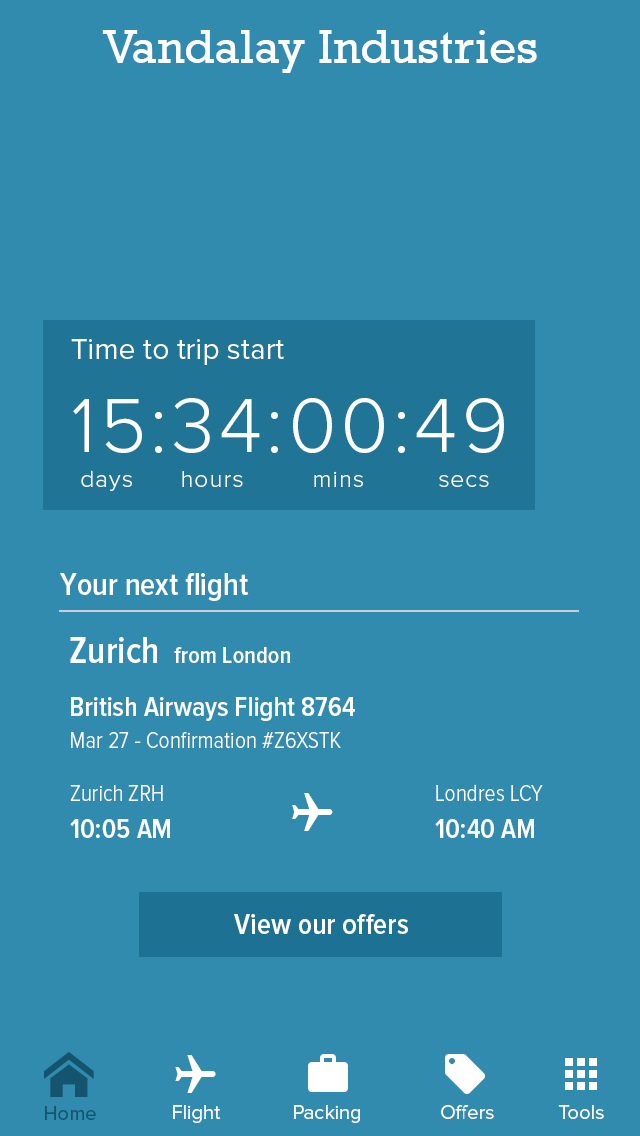 Vandalay Industries
Time to trip start
15:34:00:49
days hours mins secs
Your next flight
Zurich from London
British Airways Flight 8764
Mar 27 - Confirmation #Z6XSTK
Zurich ZRH Londres LCY
10:05 AM 10:40 AM
View our offers
Home Flight Packing Offers Tools